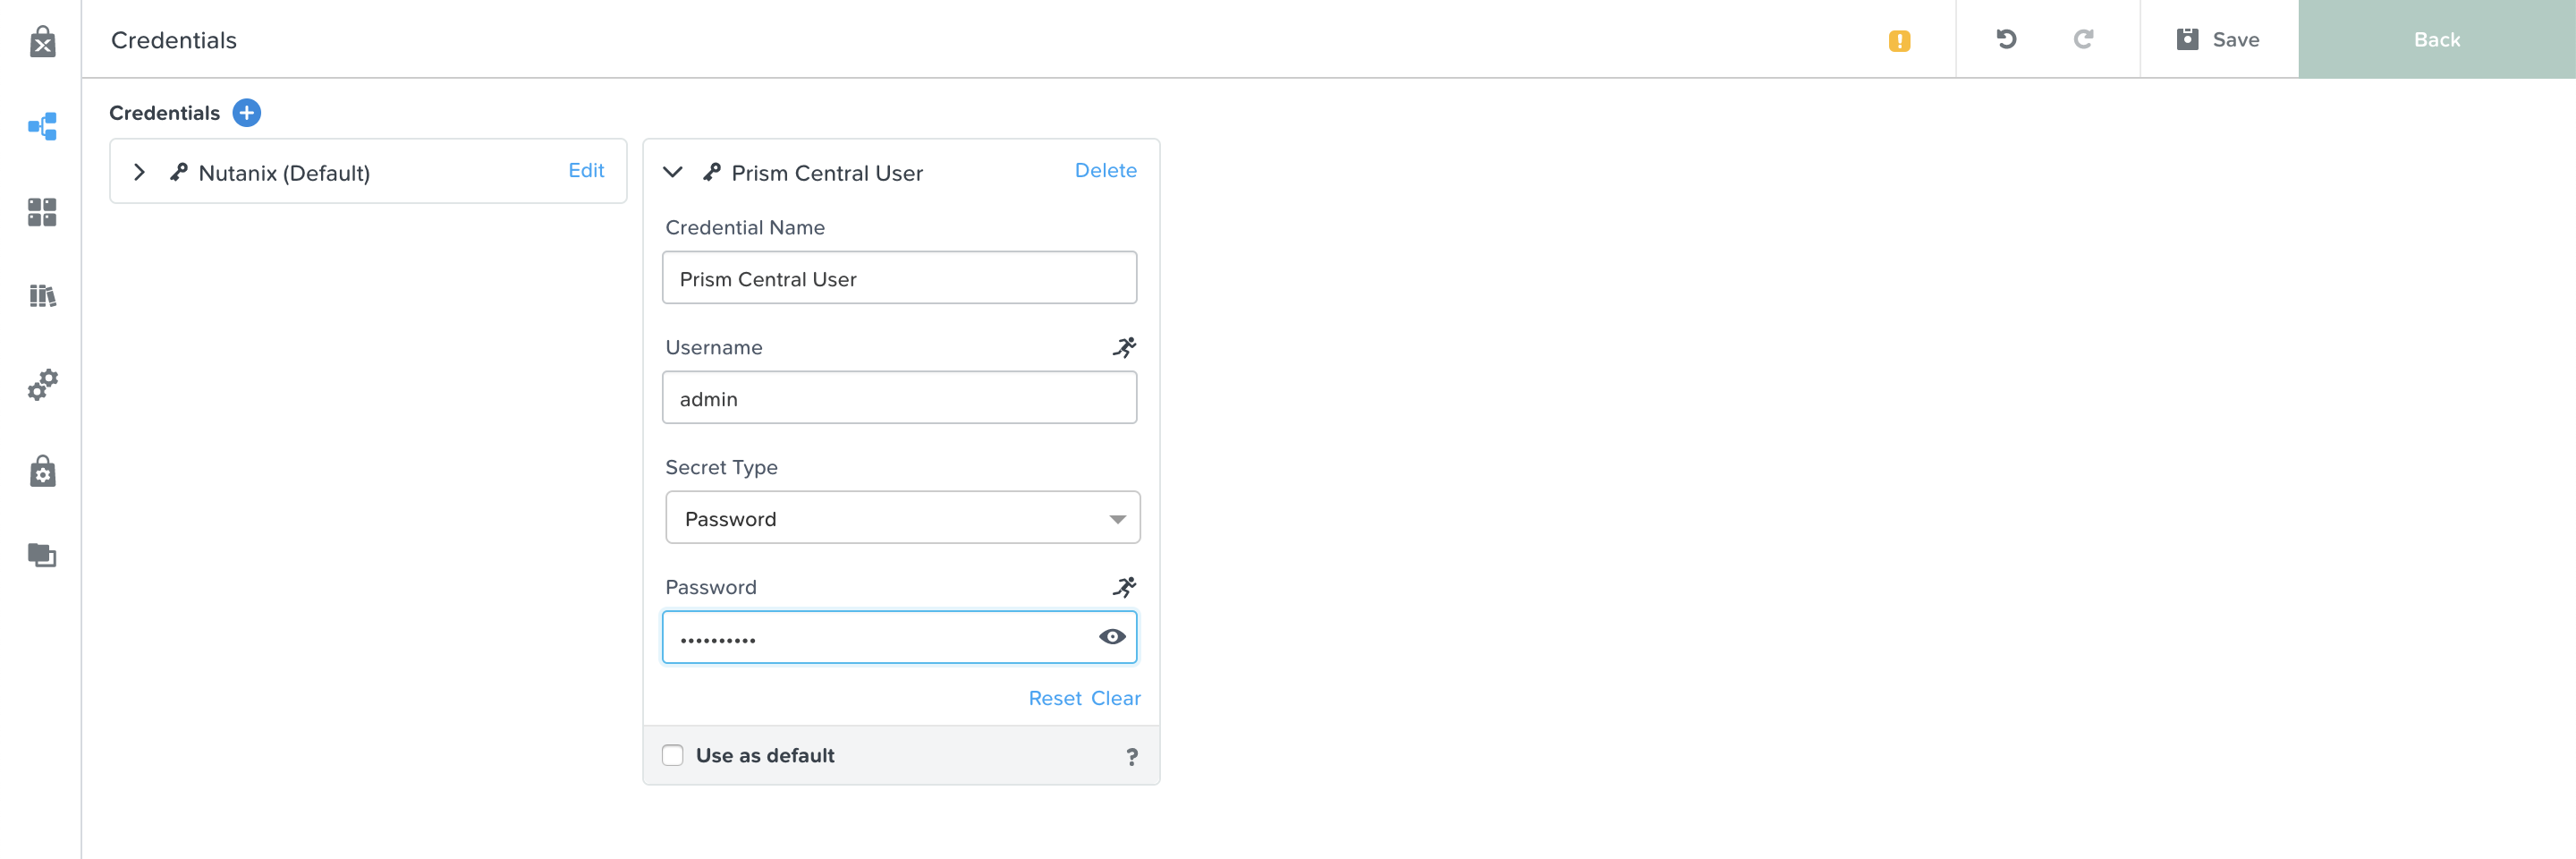 Credentials
Save
Back
Credentials
Nutanix (Default)
Edit
Prism Central User
Delete
Credential Name
Prism Central User
Username
admin
Secret Type
Password
Password
••••••••••
Reset Clear
Use as default
?